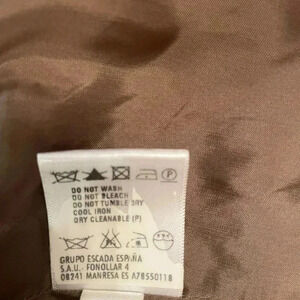 DO NOT WASH
DO NOT BLEACH
DO NOT TUMBLE DRY
COOL IRON
DRY CLEANABLE (P)
GRUPO ESCADA ESPAÑA
S.A.U. FONOLLAR 4
08241 MANRESA ES A78550118